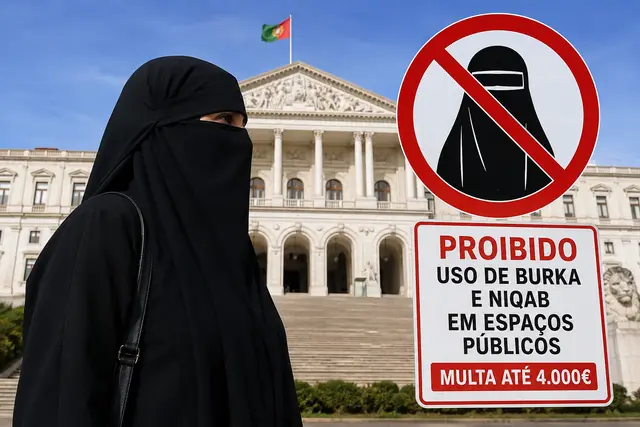 PROIBIDO
USO DE BURKA
E NIQAB
EM ESPAÇOS
PÚBLICOS
MULTA ATÉ 4.000€